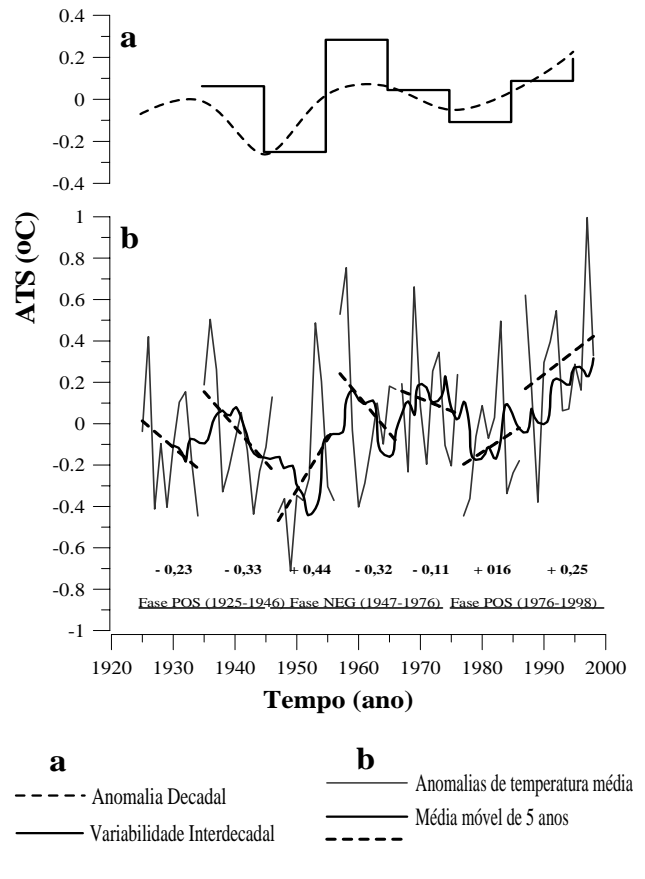 0.4
a
0.2
0
-0.2
-0.4
ATS (oC)
1
b
0.8
0.6
0.4
0.2
0
-0.2
-0.4
-0.6
- 0,23 - 0,33 + 0,44 - 0,32 - 0,11 + 016 + 0,25
-0.8
Fase POS (1925-1946) Fase NEG (1947-1976) Fase POS (1976-1998)
-1
1920 1930 1940 1950 1960 1970 1980 1990 2000
Tempo (ano)
a
Anomalia Decadal
Variabilidade Interdecadal
b
Anomalias de temperatura média
Média móvel de 5 anos